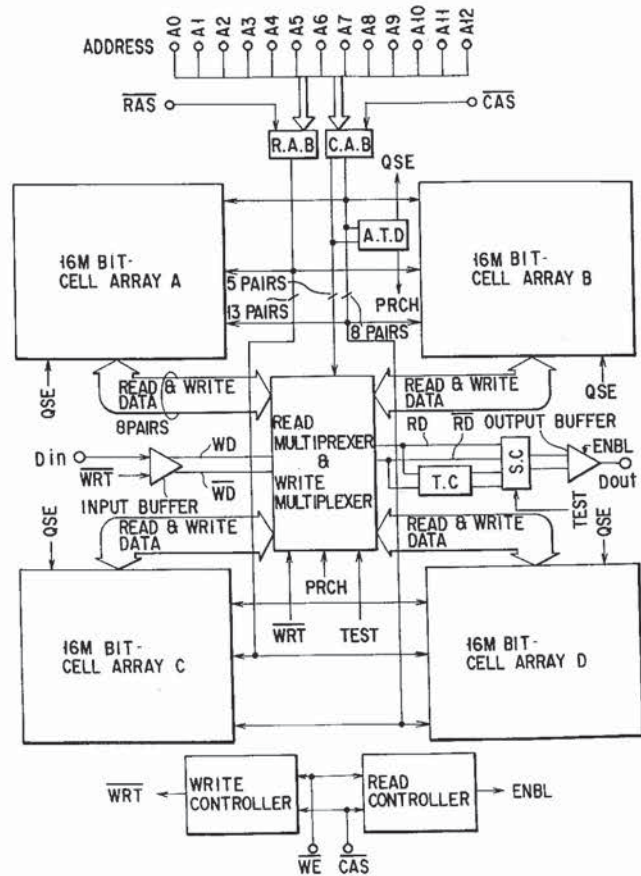 A0 A1 A2 A3 A4 A5 A6 A7 A8 A9 A10 A11 A12
ADDRESS
RAS
CAS
R.A.B
C.A.B
QSE
A.T.D
PRCH
16M BIT-
CELL ARRAY A
16M BIT-
CELL ARRAY B
5 PAIRS
13 PAIRS
8 PAIRS
QSE
READ & WRITE
DATA
8PAIRS
READ & WRITE
DATA
QSE
Din
WRT
WD
WD
INPUT BUFFER
READ
MULTIPREXER
&
WRITE
MULTIPLEXER
RD
RD
OUTPUT BUFFER
T.C
S.C
ENBL
Dout
TEST
QSE
READ & WRITE
DATA
READ & WRITE
DATA
QSE
16M BIT-
CELL ARRAY C
WRT
PRCH
TEST
16M BIT-
CELL ARRAY D
WRT
WRITE
CONTROLLER
READ
CONTROLLER
ENBL
WE
CAS